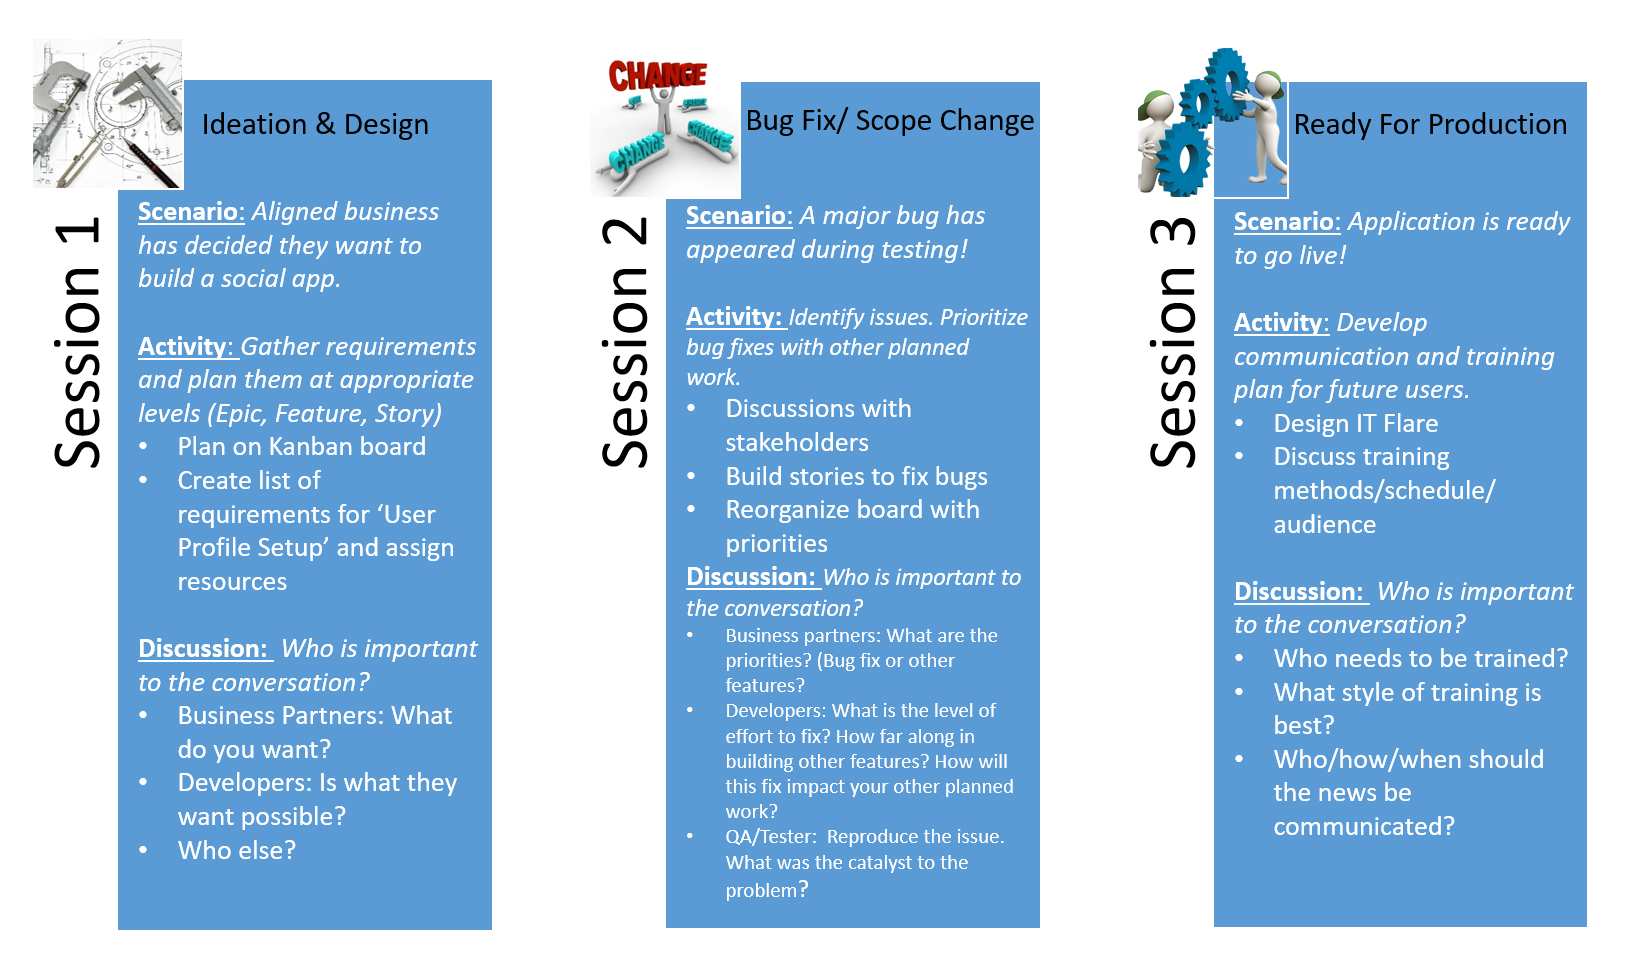 Session 1
Ideation & Design
Scenario: Aligned business
has decided they want to
build a social app.
Activity: Gather requirements
and plan them at appropriate
levels (Epic, Feature, Story)
• Plan on Kanban board
• Create list of
requirements for ‘User
Profile Setup’ and assign
resources
Discussion: Who is important
to the conversation?
• Business Partners: What
do you want?
• Developers: Is what they
want possible?
• Who else?
CHANGE
CHANGE
CHANGE
Session 2
Bug Fix/ Scope Change
Scenario: A major bug has
appeared during testing!
Activity: Identify issues. Prioritize
bug fixes with other planned
work.
• Discussions with
stakeholders
• Build stories to fix bugs
• Reorganize board with
priorities
Discussion: Who is important to
the conversation?
• Business partners: What are the
priorities? (Bug fix or other
features?
• Developers: What is the level of
effort to fix? How far along in
building other features? How will
this fix impact your other planned
work?
• QA/Tester:  Reproduce the issue.
What was the catalyst to the
problem?
Session 3
Ready For Production
Scenario: Application is ready
to go live!
Activity: Develop
communication and training
plan for future users.
• Design IT Flare
• Discuss training
methods/schedule/
audience
Discussion:  Who is important
to the conversation?
• Who needs to be trained?
• What style of training is
best?
• Who/how/when should
the news be
communicated?